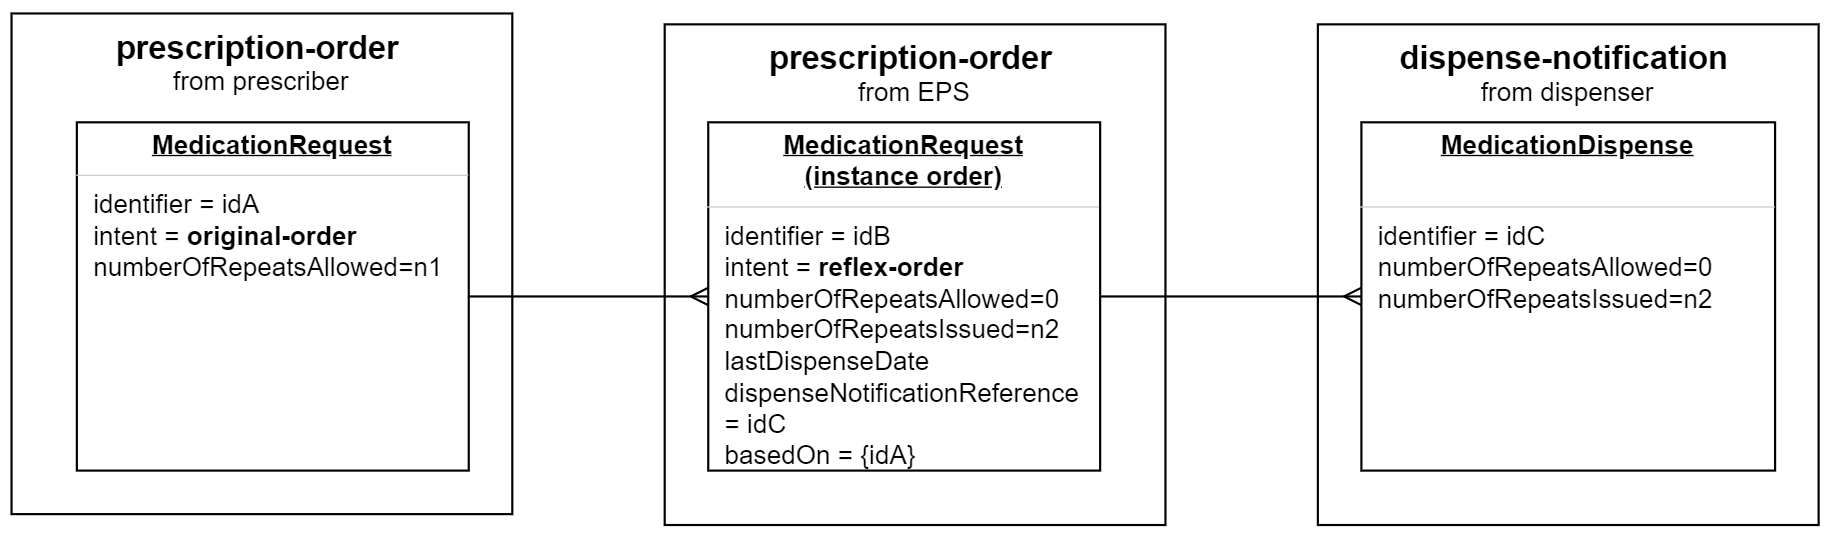 prescription-order
from prescriber
MedicationRequest
identifier = idA
intent = original-order
numberOfRepeatsAllowed=n1
prescription-order
from EPS
MedicationRequest
(instance order)
identifier = idB
intent = reflex-order
numberOfRepeatsAllowed=0
numberOfRepeatsIssued=n2
lastDispenseDate
dispenseNotificationReference
= idC
basedOn = {idA}
dispense-notification
from dispenser
MedicationDispense
identifier = idC
numberOfRepeatsAllowed=0
numberOfRepeatsIssued=n2